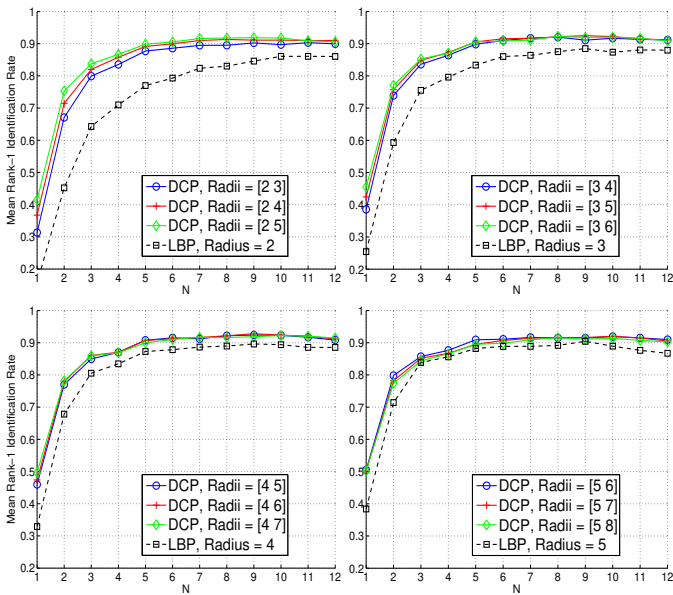 Mean Rank−1 Identification Rate
1
0.9
0.8
0.7
0.6
0.5
0.4
0.3
0.2
1 2 3 4 5 6 7 8 9 10 11 12
N
DCP, Radii = [2 3]
DCP, Radii = [2 4]
DCP, Radii = [2 5]
LBP, Radius = 2
1
0.9
0.8
0.7
0.6
0.5
0.4
0.3
0.2
1 2 3 4 5 6 7 8 9 10 11 12
N
DCP, Radii = [3 4]
DCP, Radii = [3 5]
DCP, Radii = [3 6]
LBP, Radius = 3
Mean Rank−1 Identification Rate
1
0.9
0.8
0.7
0.6
0.5
0.4
0.3
0.2
1 2 3 4 5 6 7 8 9 10 11 12
N
DCP, Radii = [4 5]
DCP, Radii = [4 6]
DCP, Radii = [4 7]
LBP, Radius = 4
1
0.9
0.8
0.7
0.6
0.5
0.4
0.3
0.2
1 2 3 4 5 6 7 8 9 10 11 12
N
DCP, Radii = [5 6]
DCP, Radii = [5 7]
DCP, Radii = [5 8]
LBP, Radius = 5